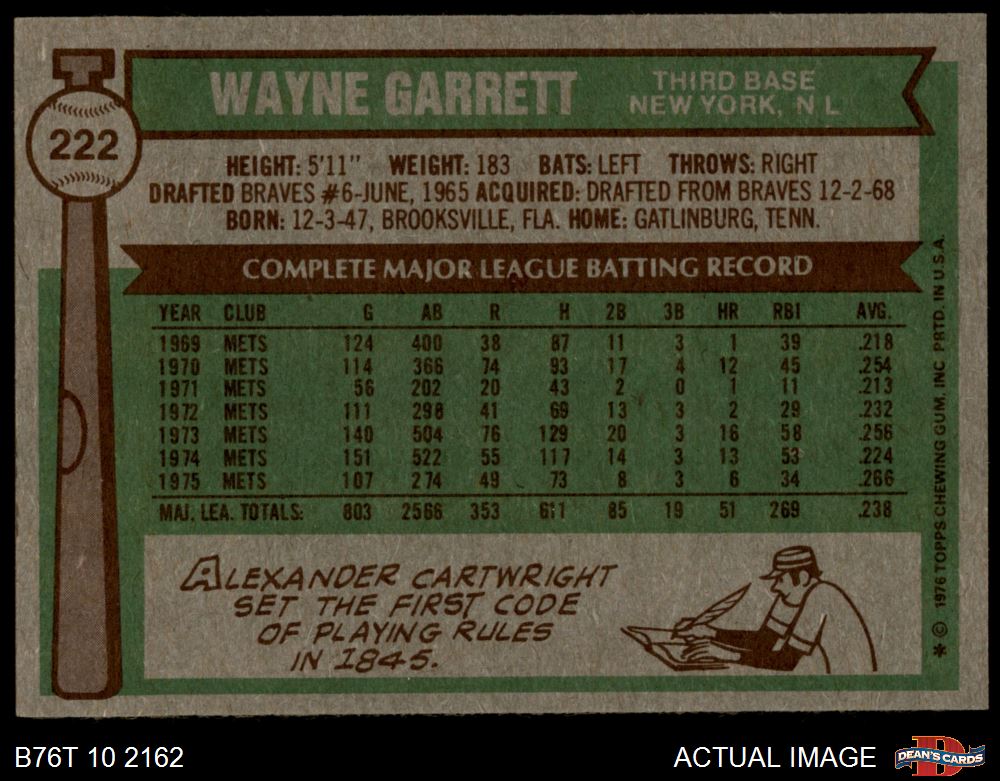 WAYNE GARRETT
THIRD BASE
NEW YORK, N L
222
HEIGHT: 5'11" WEIGHT: 183 BATS: LEFT THROWS: RIGHT
DRAFTED BRAVES #6-JUNE, 1965 ACQUIRED: DRAFTED FROM BRAVES 12-2-68
BORN: 12-3-47, BROOKSVILLE, FLA. HOME: GATLINBURG, TENN.
COMPLETE MAJOR LEAGUE BATTING RECORD
YEAR CLUB G AB R H 2B 3B HR RBI AVG.
1969 METS 124 400 38 87 11 3 1 39 .218
1970 METS 114 366 74 93 17 4 12 45 .254
1971 METS 56 202 20 43 2 0 1 11 .213
1972 METS 111 298 41 69 13 3 2 29 .232
1973 METS 140 504 76 129 20 3 16 58 .256
1974 METS 151 522 55 117 14 3 13 53 .224
1975 METS 107 274 49 73 8 3 6 34 .266
MAJ. LEA. TOTALS: 803 2566 353 611 85 19 51 269 .238
ALEXANDER CARTWRIGHT
SET THE FIRST CODE
OF PLAYING RULES
IN 1845.
* © 1976 TOPPS CHEWING GUM, INC PRTD. IN U.S.A.
B76T 10 2162
ACTUAL IMAGE
D
DEAN'S CARDS